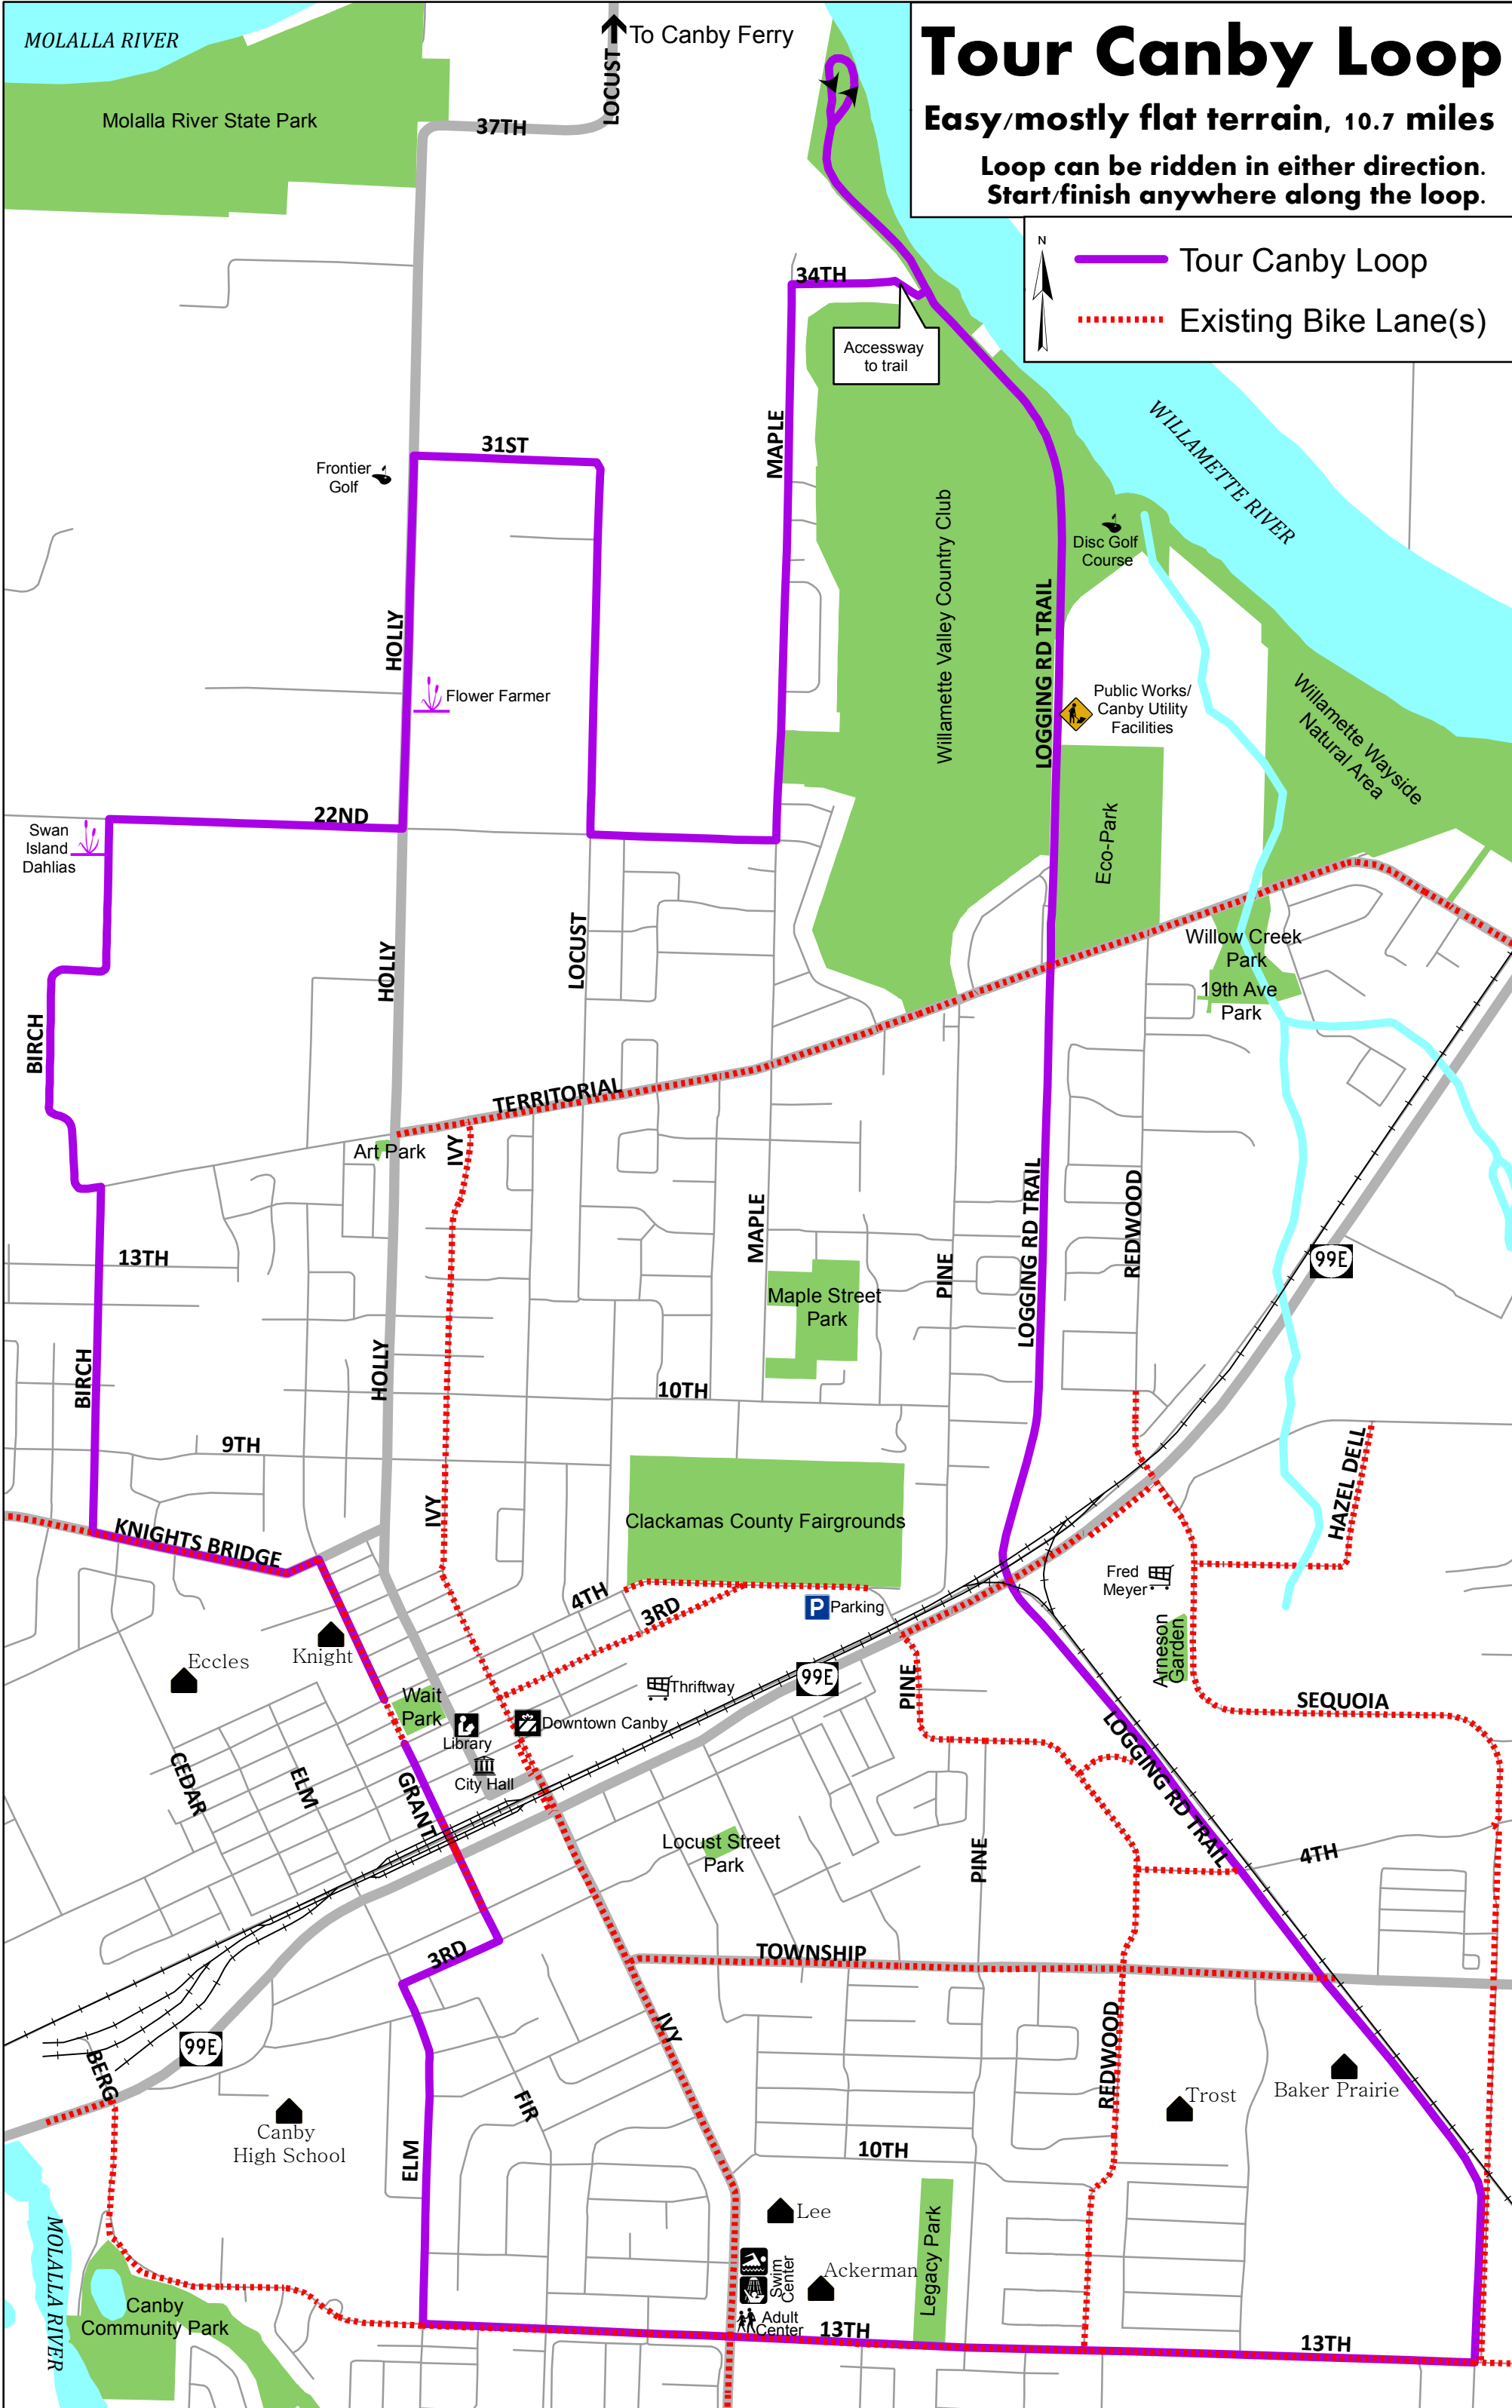 MOLALLA RIVER
To Canby Ferry
LOCUST
Tour Canby Loop
Easy/mostly flat terrain, 10.7 miles
Loop can be ridden in either direction.
Start/finish anywhere along the loop.
Molalla River State Park
37TH
N
Tour Canby Loop
Existing Bike Lane(s)
34TH
Accessway
to trail
WILLAMETTE RIVER
31ST
MAPLE
Frontier
Golf
Willamette Valley Country Club
Disc Golf
Course
HOLLY
LOGGING RD TRAIL
Flower Farmer
Public Works/
Canby Utility
Facilities
Willamette Wayside
Natural Area
22ND
Swan
Island
Dahlias
Eco-Park
HOLLY
LOCUST
Willow Creek
Park
19th Ave
Park
BIRCH
TERRITORIAL
Art Park
IVY
MAPLE
LOGGING RD TRAIL
REDWOOD
13TH
PINE
99E
Maple Street
Park
BIRCH
HOLLY
10TH
9TH
HAZEL DELL
IVY
KNIGHTS BRIDGE
Clackamas County Fairgrounds
4TH
3RD
P
Parking
Fred
Meyer
Knight
Eccles
Arneson
Garden
Wait
Park
Thriftway
99E
PINE
SEQUOIA
Library
Downtown Canby
City Hall
CEDAR
ELM
GRANT
LOGGING RD TRAIL
Locust Street
Park
PINE
4TH
3RD
TOWNSHIP
99E
BERG
IVY
REDWOOD
Baker Prairie
Trost
FIR
Canby
High School
ELM
10TH
Lee
MOLALLA RIVER
Swim
Center
Ackerman
Legacy Park
Canby
Community Park
Adult
Center
13TH
13TH